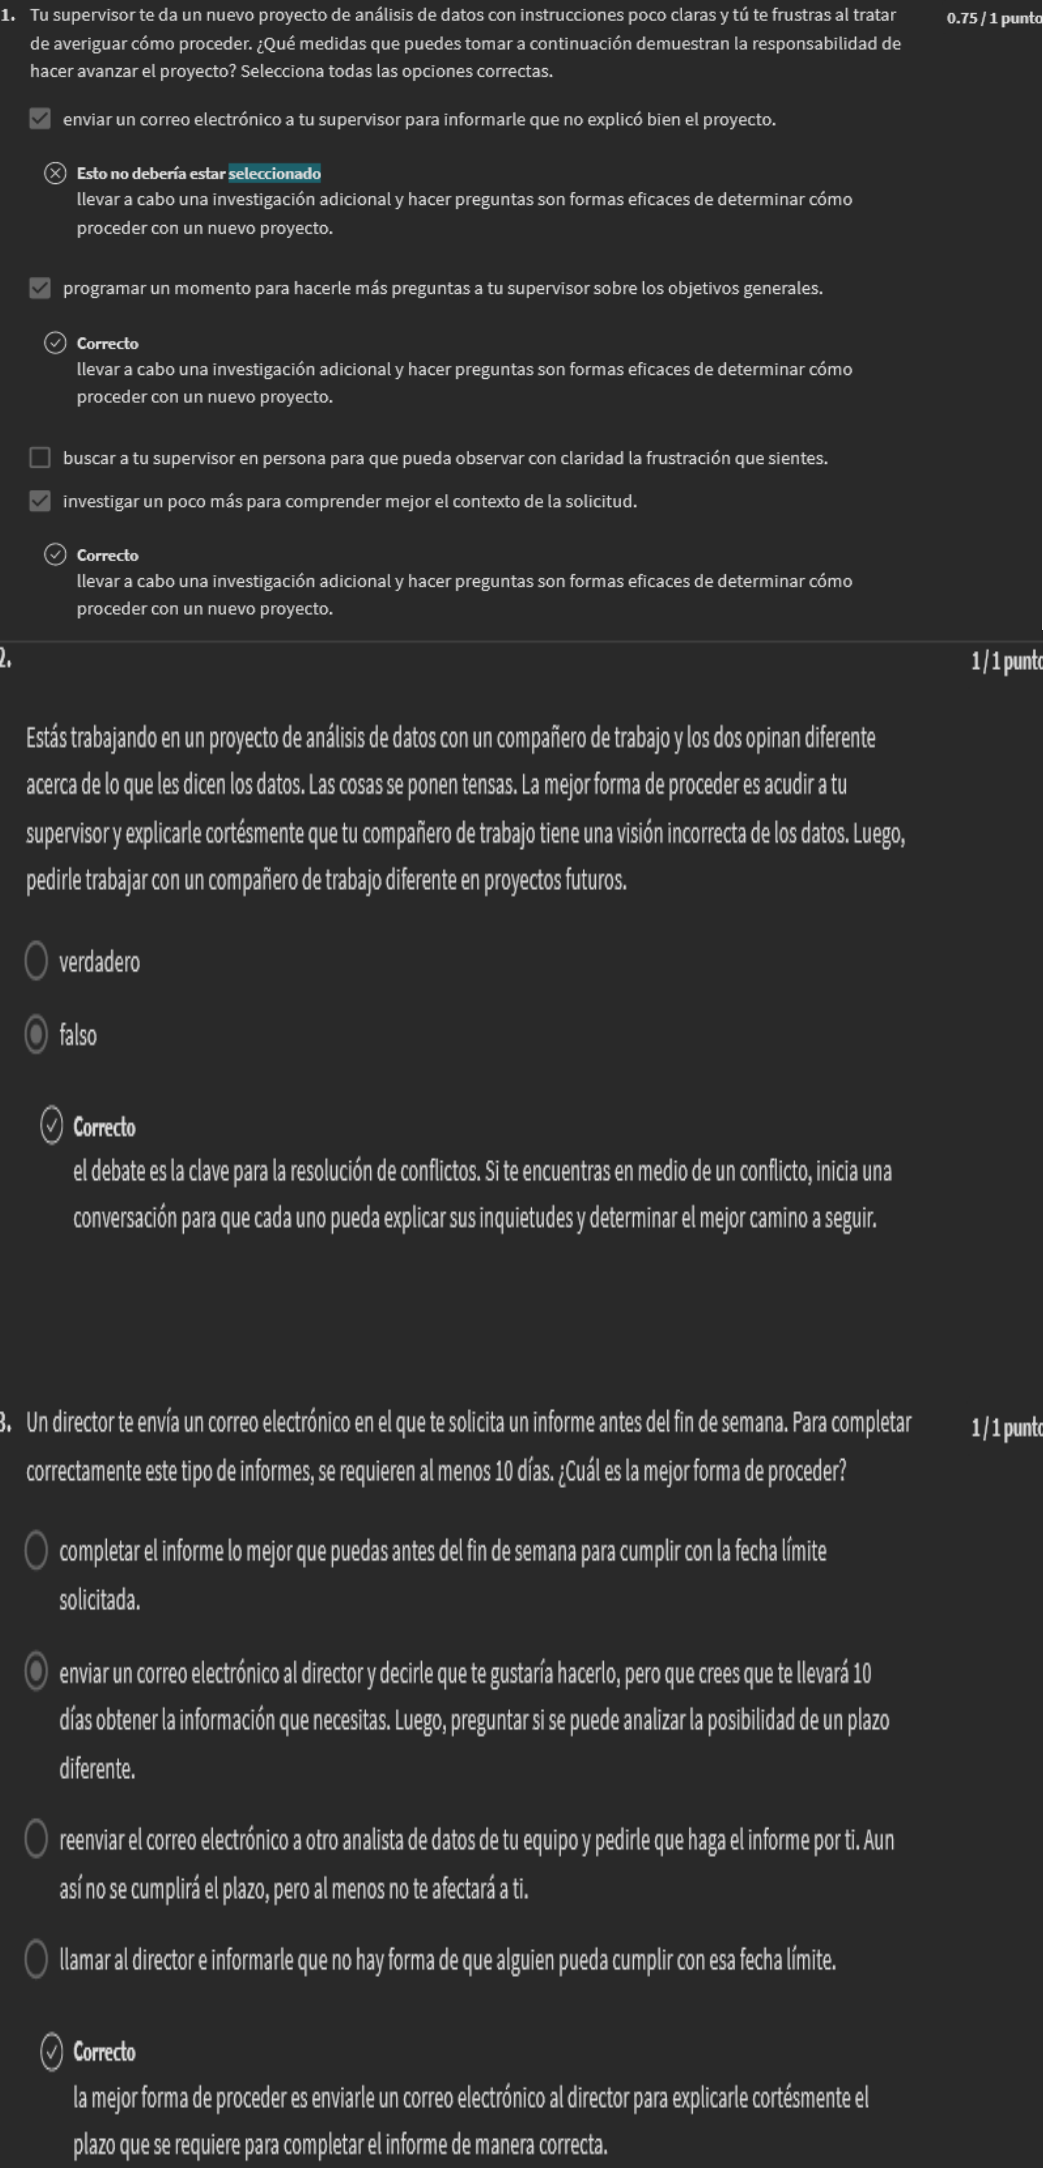 1. Tu supervisor te da un nuevo proyecto de análisis de datos con instrucciones poco claras y tú te frustras al tratar
0.75 / 1 punto
de averiguar cómo proceder. ¿Qué medidas que puedes tomar a continuación demuestran la responsabilidad de
hacer avanzar el proyecto? Selecciona todas las opciones correctas.
enviar un correo electrónico a tu supervisor para informarle que no explicó bien el proyecto.
Esto no debería estar seleccionado
llevar a cabo una investigación adicional y hacer preguntas son formas eficaces de determinar cómo
proceder con un nuevo proyecto.
programar un momento para hacerle más preguntas a tu supervisor sobre los objetivos generales.
Correcto
llevar a cabo una investigación adicional y hacer preguntas son formas eficaces de determinar cómo
proceder con un nuevo proyecto.
buscar a tu supervisor en persona para que pueda observar con claridad la frustración que sientes.
investigar un poco más para comprender mejor el contexto de la solicitud.
Correcto
llevar a cabo una investigación adicional y hacer preguntas son formas eficaces de determinar cómo
proceder con un nuevo proyecto.
2.
1 / 1 punto
Estás trabajando en un proyecto de análisis de datos con un compañero de trabajo y los dos opinan diferente
acerca de lo que les dicen los datos. Las cosas se ponen tensas. La mejor forma de proceder es acudir a tu
supervisor y explicarle cortésmente que tu compañero de trabajo tiene una visión incorrecta de los datos. Luego,
pedirle trabajar con un compañero de trabajo diferente en proyectos futuros.
verdadero
falso
Correcto
el debate es la clave para la resolución de conflictos. Si te encuentras en medio de un conflicto, inicia una
conversación para que cada uno pueda explicar sus inquietudes y determinar el mejor camino a seguir.
3. Un director te envía un correo electrónico en el que te solicita un informe antes del fin de semana. Para completar
1 / 1 punto
correctamente este tipo de informes, se requieren al menos 10 días. ¿Cuál es la mejor forma de proceder?
completar el informe lo mejor que puedas antes del fin de semana para cumplir con la fecha límite
solicitada.
enviar un correo electrónico al director y decirle que te gustaría hacerlo, pero que crees que te llevará 10
días obtener la información que necesitas. Luego, preguntar si se puede analizar la posibilidad de un plazo
diferente.
reenviar el correo electrónico a otro analista de datos de tu equipo y pedirle que haga el informe por ti. Aun
así no se cumplirá el plazo, pero al menos no te afectará a ti.
llamar al director e informarle que no hay forma de que alguien pueda cumplir con esa fecha límite.
Correcto
la mejor forma de proceder es enviarle un correo electrónico al director para explicarle cortésmente el
plazo que se requiere para completar el informe de manera correcta.